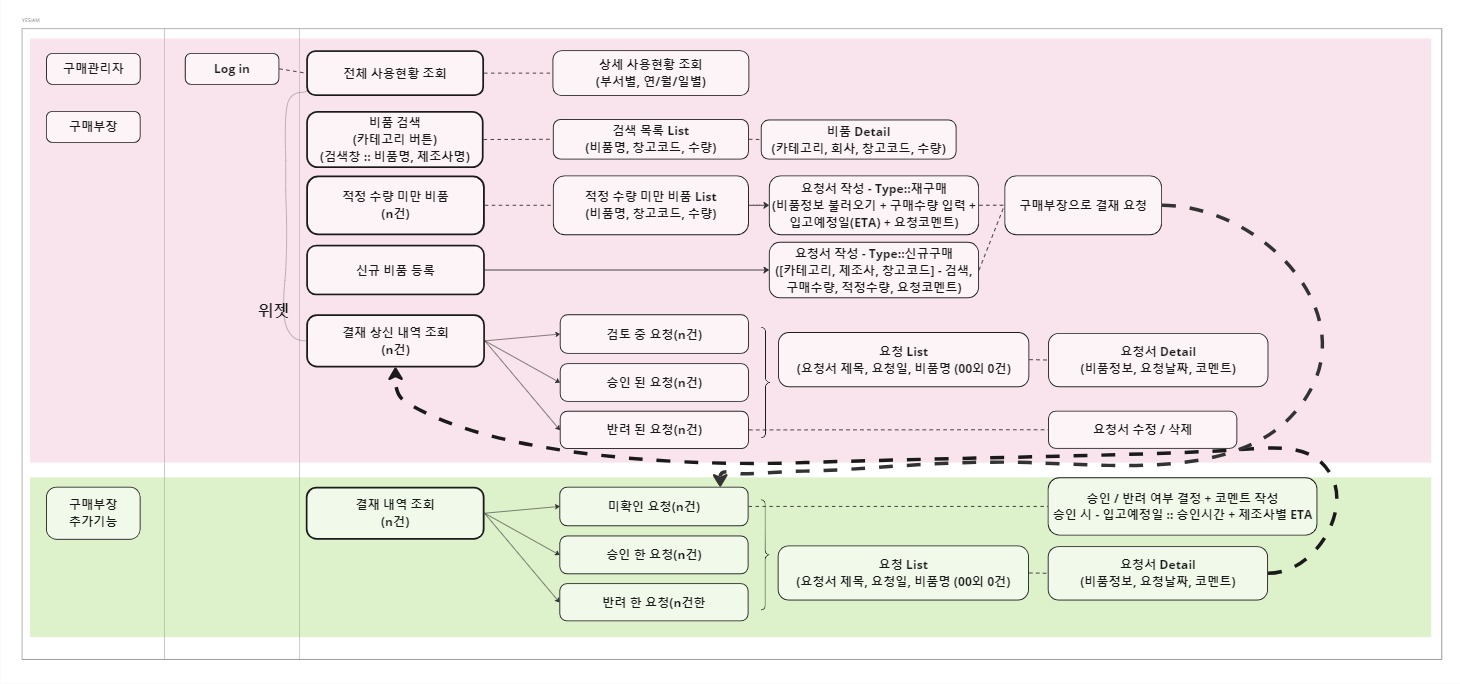 YESIAM
구매관리자
Log in
전체 사용현황 조회
상세 사용현황 조회
(부서별, 연/월/일별)
구매부장
비품 검색
(카테고리 버튼)
(검색창 :: 비품명, 제조사명)
검색 목록 List
(비품명, 창고코드, 수량)
비품 Detail
(카테고리, 회사, 창고코드, 수량)
적정 수량 미만 비품
(n건)
적정 수량 미만 비품 List
(비품명, 창고코드, 수량)
요청서 작성 - Type::재구매
(비품정보 불러오기 + 구매수량 입력 +
입고예정일(ETA) + 요청코멘트)
구매부장으로 결재 요청
신규 비품 등록
요청서 작성 - Type::신규구매
([카테고리, 제조사, 창고코드] - 검색,
구매수량, 적정수량, 요청코멘트)
위젯
결재 상신 내역 조회
(n건)
검토 중 요청(n건)
승인 된 요청(n건)
반려 된 요청(n건)
요청 List
(요청서 제목, 요청일, 비품명 (00외 0건)
요청서 Detail
(비품정보, 요청날짜, 코멘트)
요청서 수정 / 삭제
구매부장
추가기능
결재 내역 조회
(n건)
미확인 요청(n건)
승인 한 요청(n건)
반려 한 요청(n건한
승인 / 반려 여부 결정 + 코멘트 작성
승인 시 - 입고예정일 :: 승인시간 + 제조사별 ETA
요청 List
(요청서 제목, 요청일, 비품명 (00외 0건)
요청서 Detail
(비품정보, 요청날짜, 코멘트)